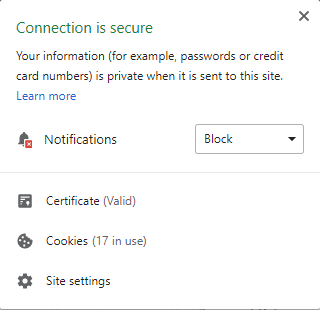 Connection is secure
Your information (for example, passwords or credit
card numbers) is private when it is sent to this site.
Learn more
Notifications Block
Certificate (Valid)
Cookies (17 in use)
Site settings